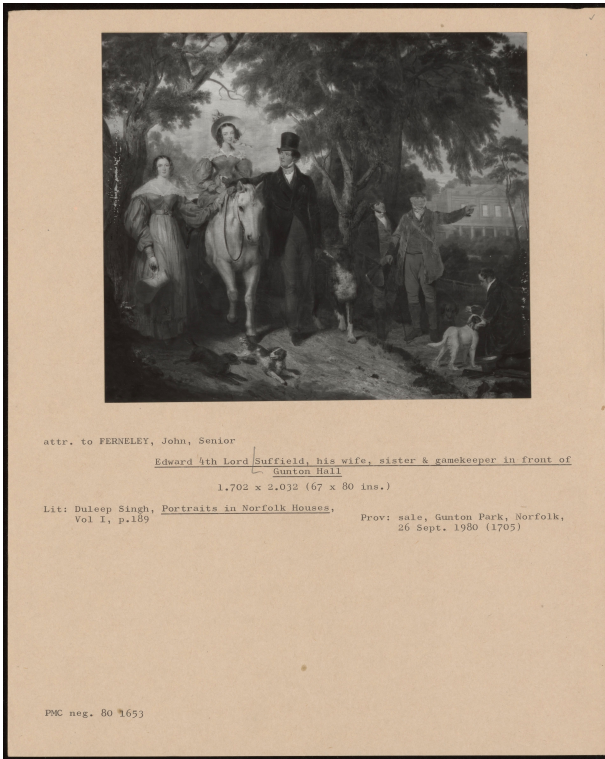 attr. to FERNELEY, John, Senior
Edward 4th Lord Suffield, his wife, sister & gamekeeper in front of
Gunton Hall
1.702 x 2.032 (67 x 80 ins.)
Lit: Duleep Singh, Portraits in Norfolk Houses,
Vol I, p.189
Prov: sale, Gunton Park, Norfolk,
26 Sept. 1980 (1705)
PMC neg. 80 1653